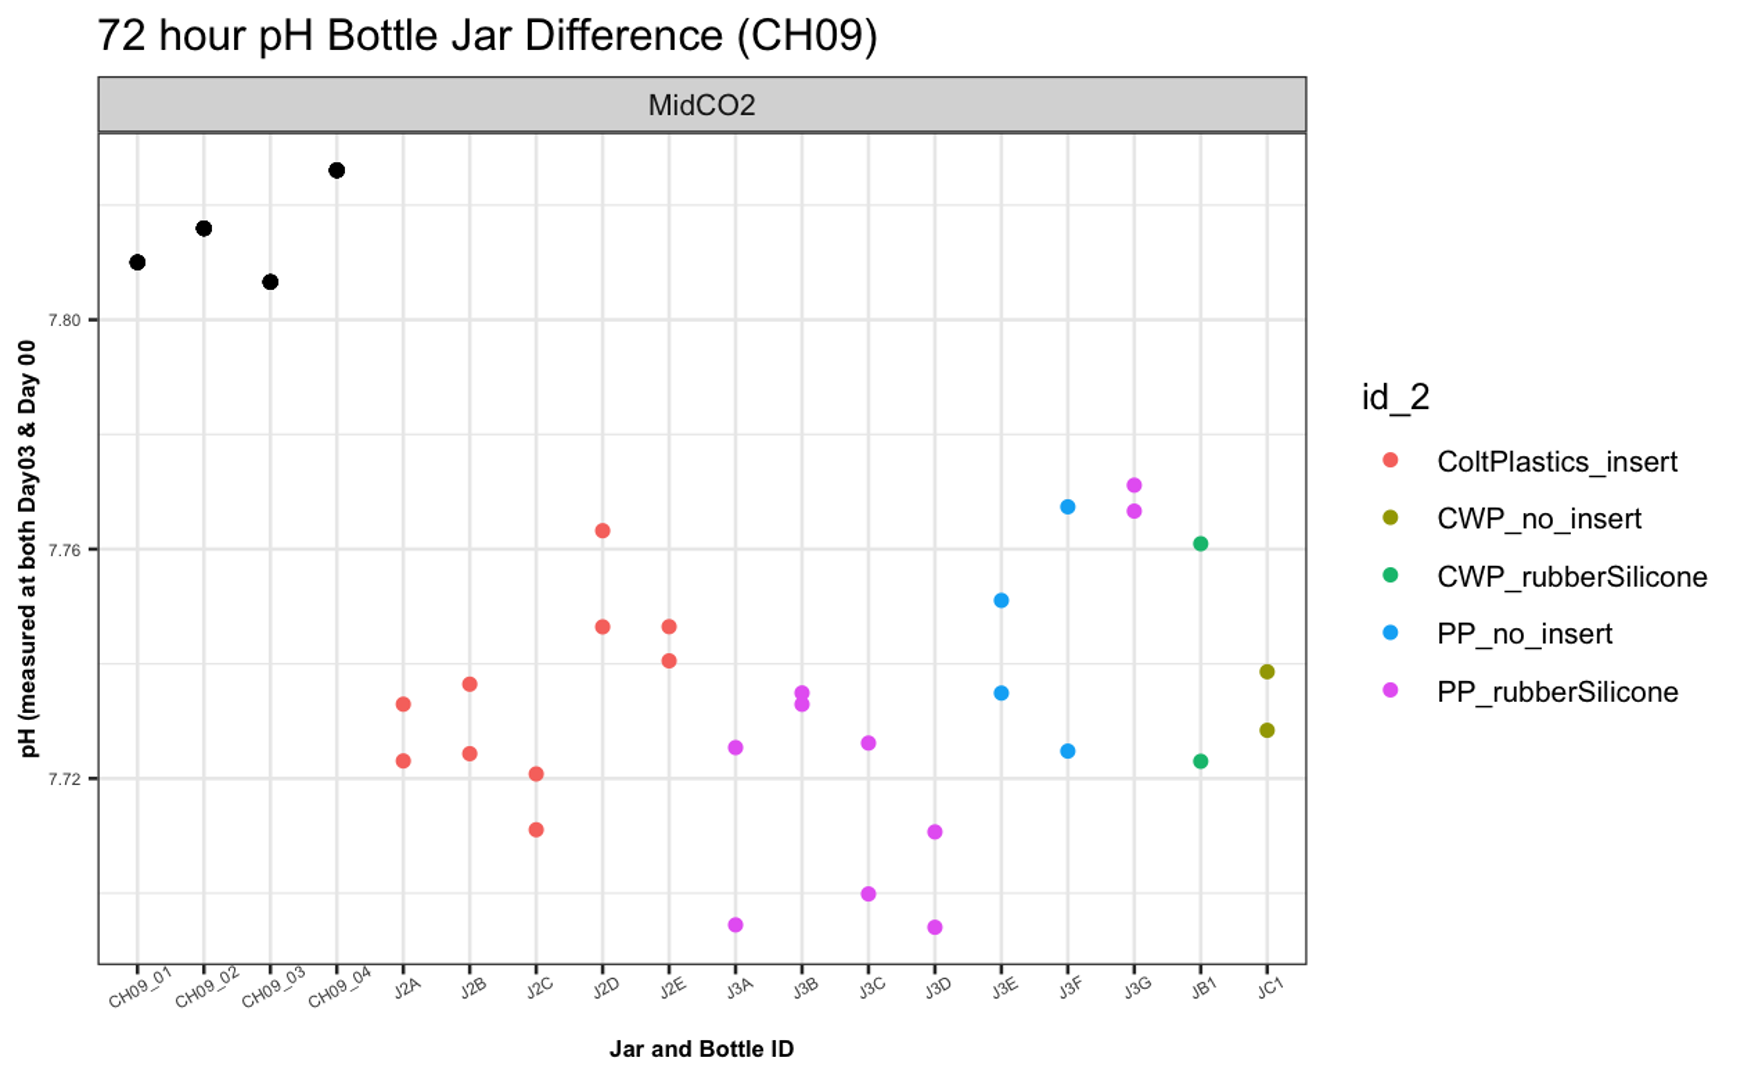 72 hour pH Bottle Jar Difference (CH09)
MidCO2
pH (measured at both Day03 & Day 00
7.80
7.76
7.72
CH09_01 CH09_02 CH09_03 CH09_04 J2A J2B J2C J2D J2E J3A J3B J3C J3D J3E J3F J3G JB1 JC1
Jar and Bottle ID
id_2
ColtPlastics_insert
CWP_no_insert
CWP_rubberSilicone
PP_no_insert
PP_rubberSilicone